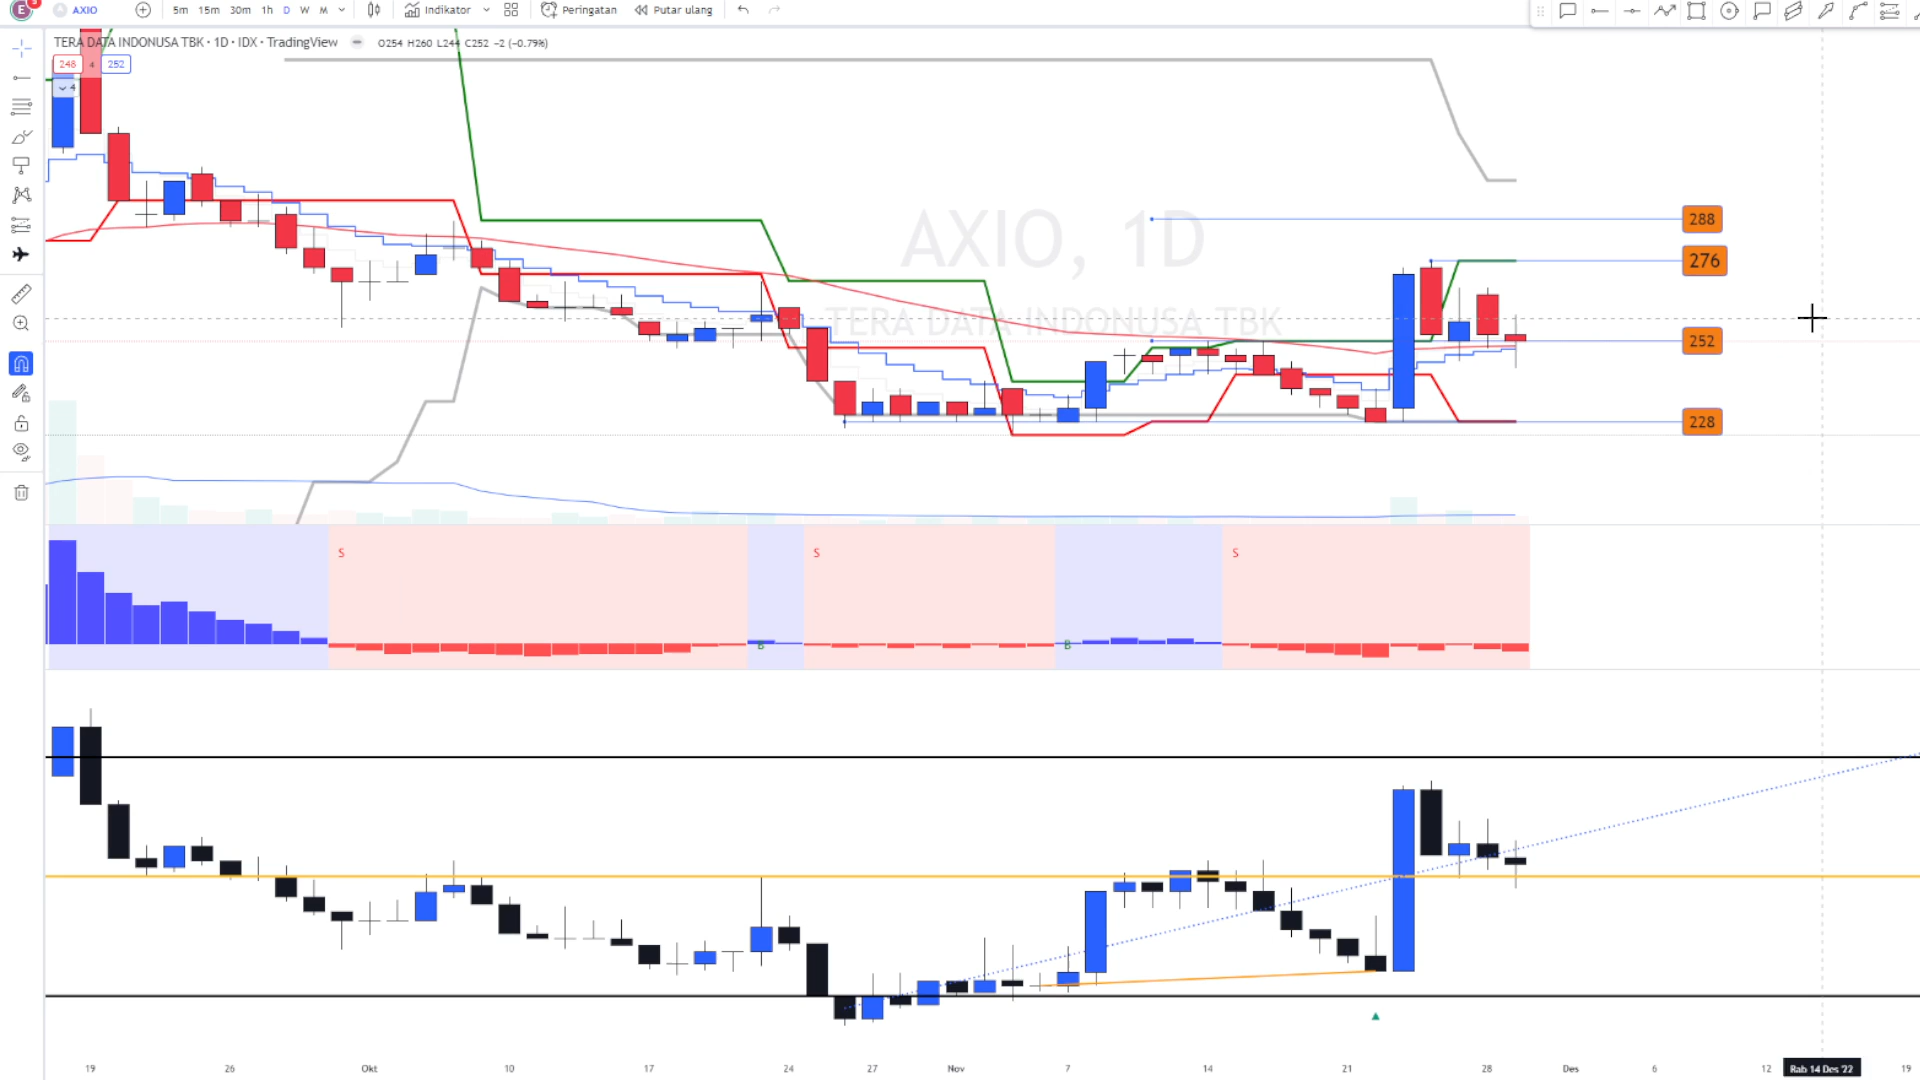 E 5 AXIO 5m 15m 30m 1h D W M Indikator Peringatan Putar ulang
TERA DATA INDONUSA TBK · 1D · IDX · TradingView O254 H260 L244 C252 −2 (−0.79%)
248 4 252
4
AXIO, 1D
TERA DATA INDONUSA TBK
288
276
252
228
S S S
B B
19 26 Okt 10 17 24 27 Nov 7 14 21 28 Des 6 12 Rab 14 Des '22 19